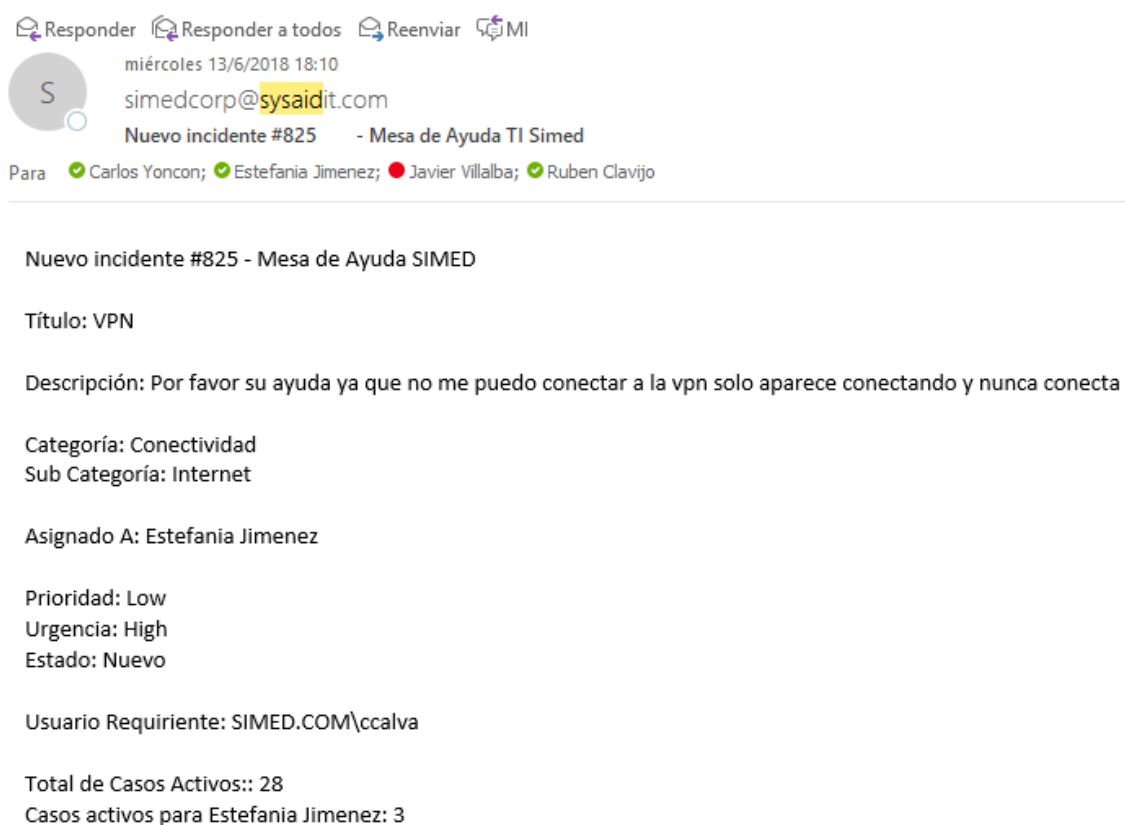 Responder Responder a todos Reenviar MI
miércoles 13/6/2018 18:10
S
simedcorp@sysaidit.com
Nuevo incidente #825 - Mesa de Ayuda TI Simed
Para Carlos Yoncon; Estefania Jimenez; Javier Villalba; Ruben Clavijo
Nuevo incidente #825 - Mesa de Ayuda SIMED
Título: VPN
Descripción: Por favor su ayuda ya que no me puedo conectar a la vpn solo aparece conectando y nunca conecta
Categoría: Conectividad
Sub Categoría: Internet
Asignado A: Estefania Jimenez
Prioridad: Low
Urgencia: High
Estado: Nuevo
Usuario Requiriente: SIMED.COM\ccalva
Total de Casos Activos:: 28
Casos activos para Estefania Jimenez: 3